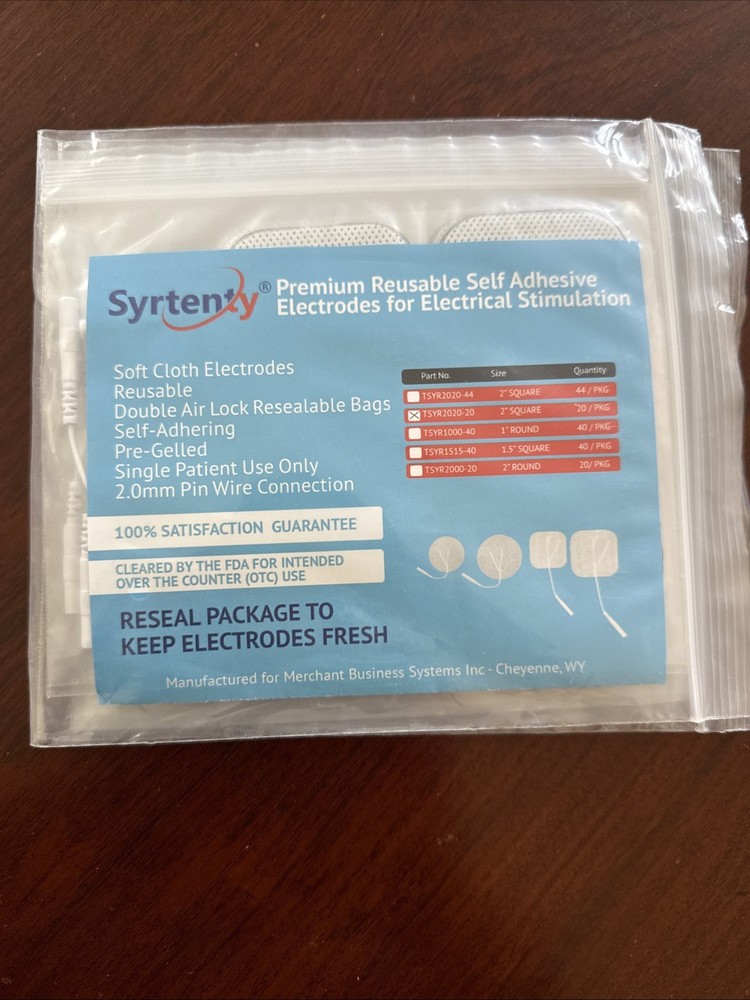 Syrtenty® Premium Reusable Self Adhesive
Electrodes for Electrical Stimulation
Soft Cloth Electrodes
Reusable
Double Air Lock Resealable Bags
Self-Adhering
Pre-Gelled
Single Patient Use Only
2.0mm Pin Wire Connection
Part No. Size Quantity
TSYR2020-44 2" SQUARE 44 / PKG
TSYR2020-20 2" SQUARE 20 / PKG
TSYR1000-40 1" ROUND 40 / PKG
TSYR1515-40 1.5" SQUARE 40 / PKG
TSYR2000-20 2" ROUND 20/ PKG
100% SATISFACTION GUARANTEE
CLEARED BY THE FDA FOR INTENDED
OVER THE COUNTER (OTC) USE
RESEAL PACKAGE TO
KEEP ELECTRODES FRESH
Manufactured for Merchant Business Systems Inc - Cheyenne, WY